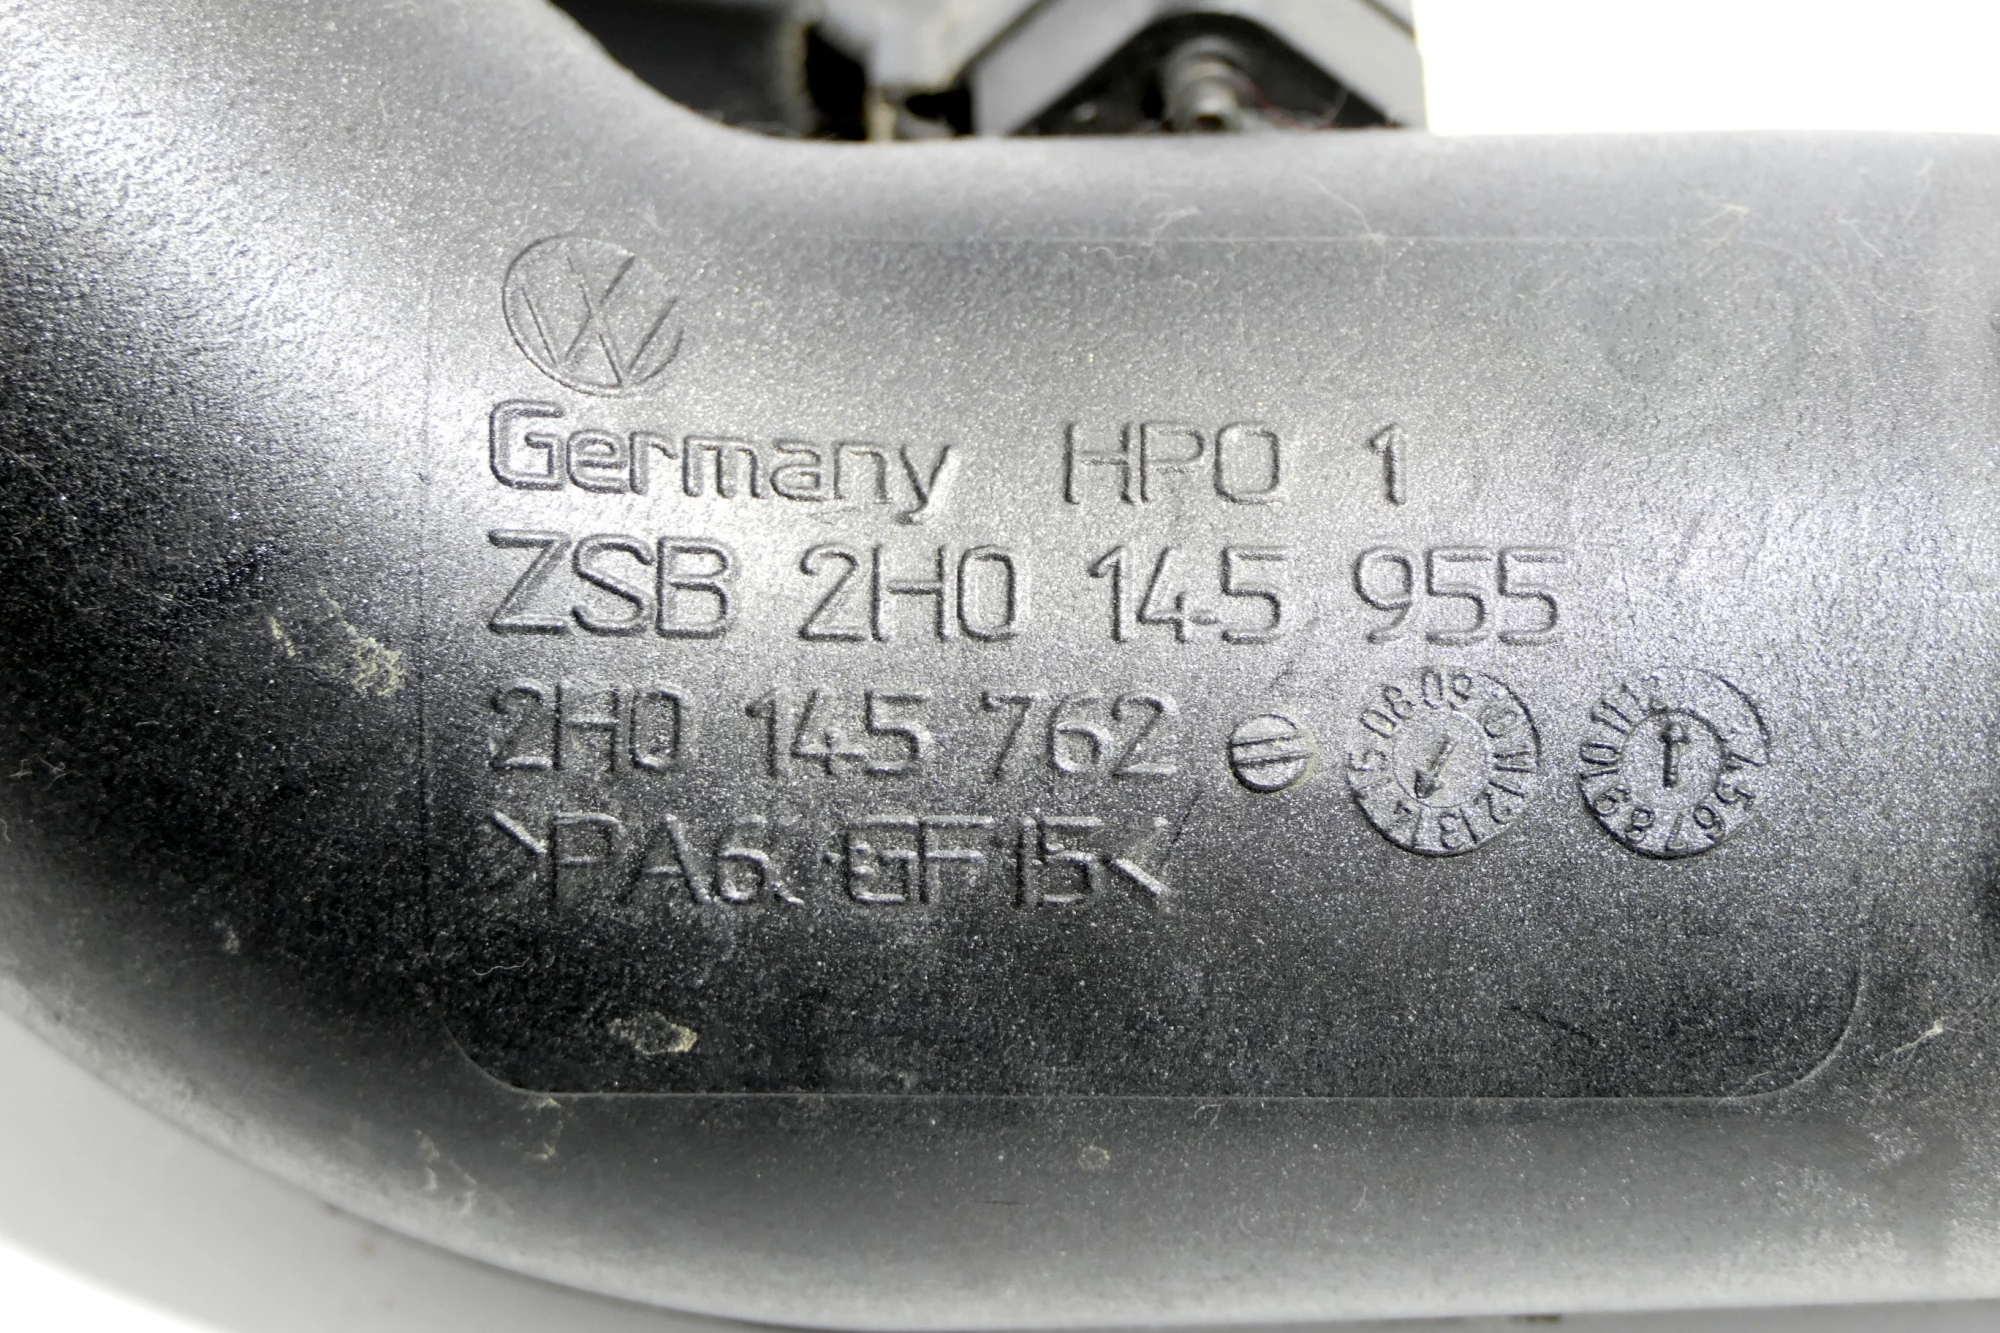 Germany HPO 1
ZSB 2H0 145 955
2H0 145 762
>PA6. GF15<